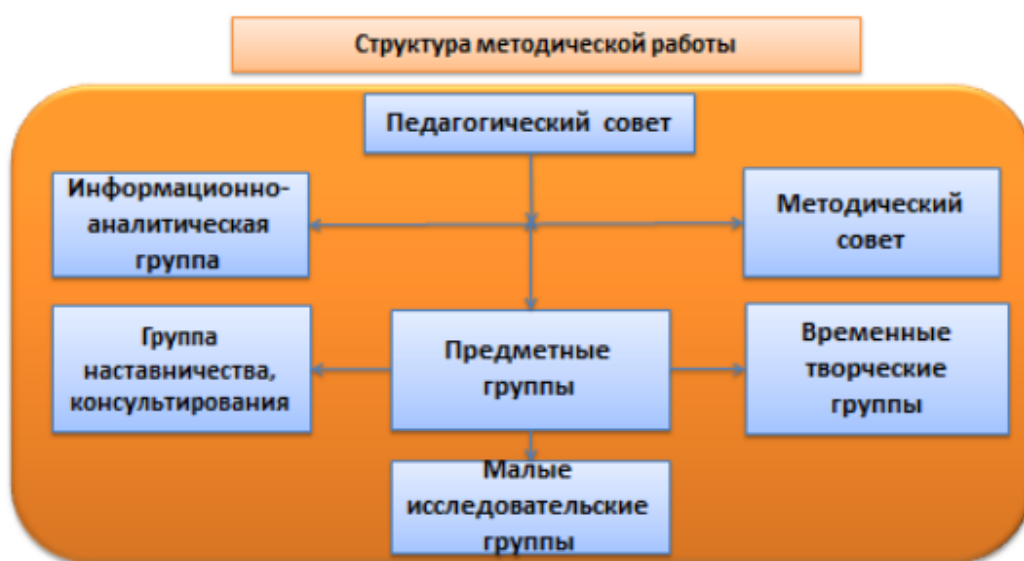 Структура методической работы
Педагогический совет
Информационно-
аналитическая
группа
Методический
совет
Группа
наставничества,
консультирования
Предметные
группы
Временные
творческие
группы
Малые
исследовательские
группы